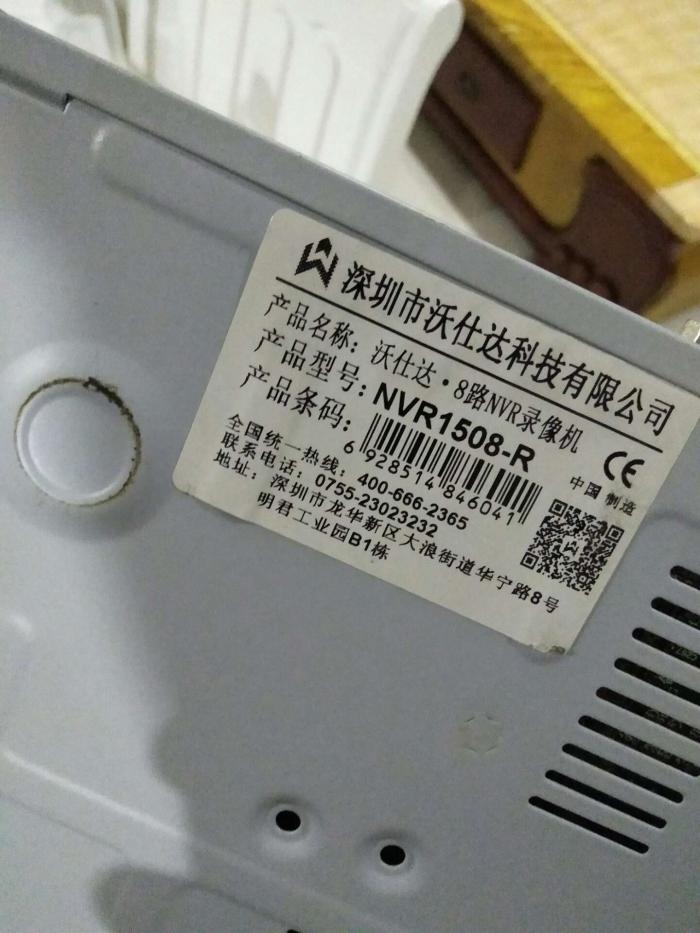 深圳市沃仕达科技有限公司
产品名称：沃仕达·8路NVR录像机
产品型号：NVR1508-R
产品条码：
6 928514 846041
CE
中国 制造
全国统一热线：400-666-2365
联系电话：0755-23023232
地址：深圳市龙华新区大浪街道华宁路8号
明君工业园B1栋